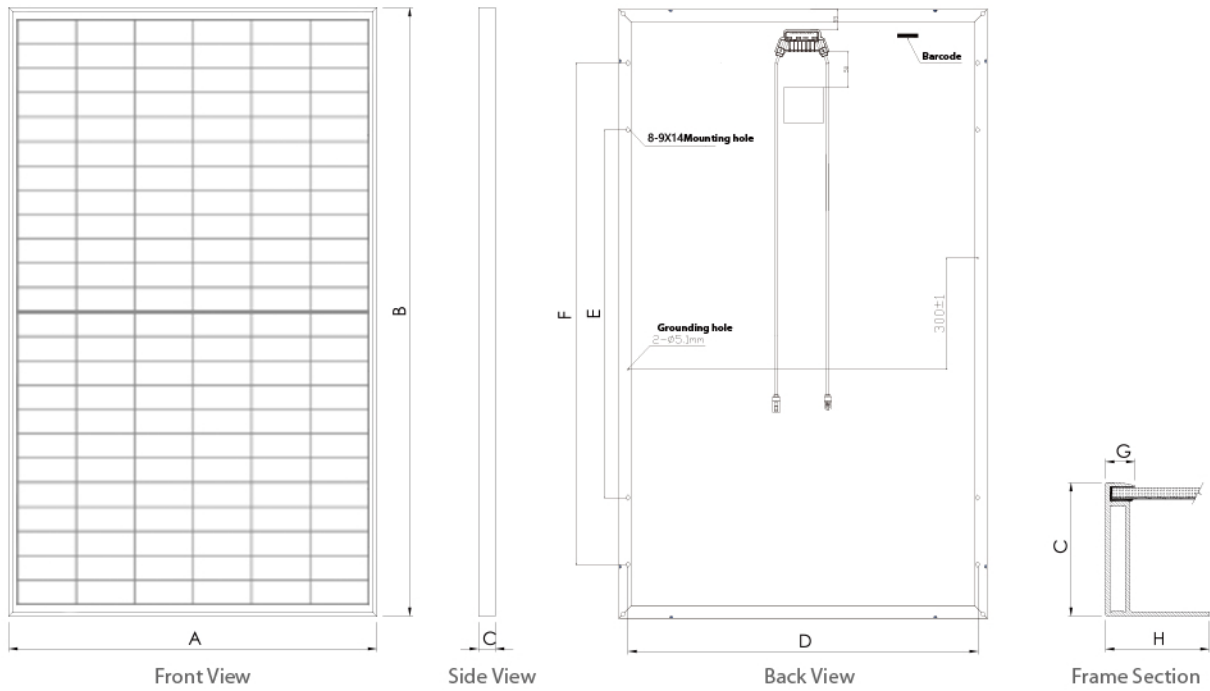 A
B
Front View
C
Side View
Barcode
8-9X14Mounting hole
F
E
Grounding hole
2-Ø5.1mm
300±1
D
Back View
G
C
H
Frame Section